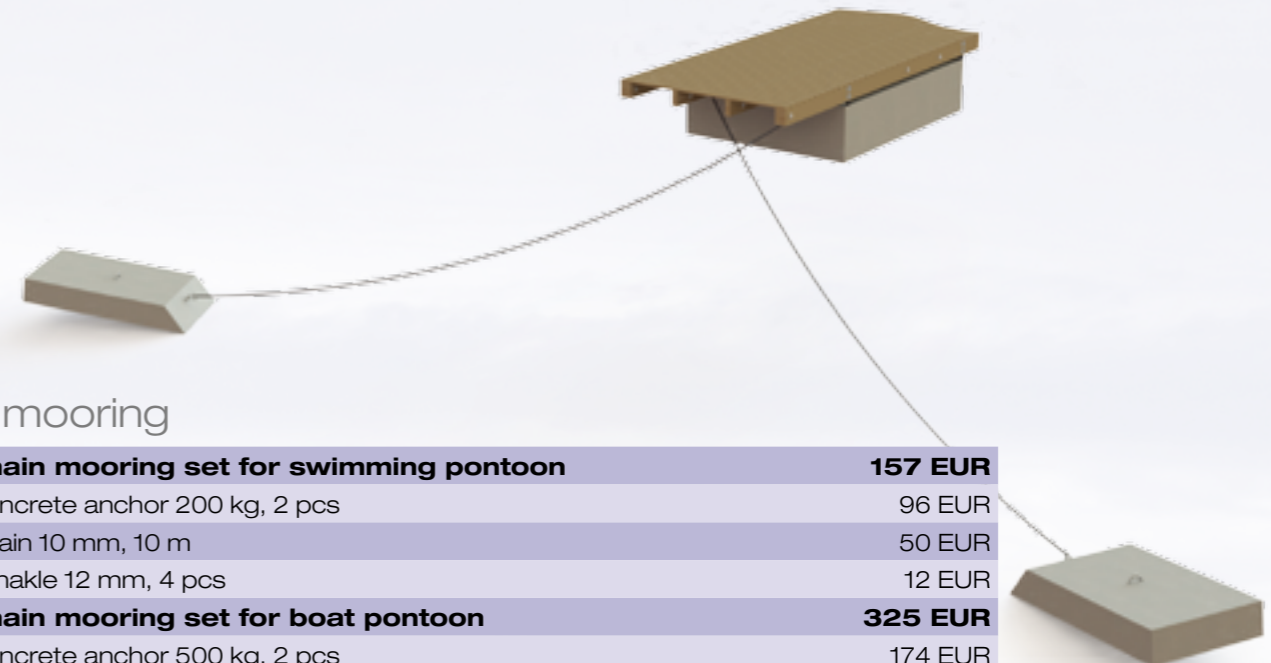 mooring
hain mooring set for swimming pontoon 157 EUR
ncrete anchor 200 kg, 2 pcs 96 EUR
ain 10 mm, 10 m 50 EUR
hakle 12 mm, 4 pcs 12 EUR
hain mooring set for boat pontoon 325 EUR
ncrete anchor 500 kg, 2 pcs 174 EUR